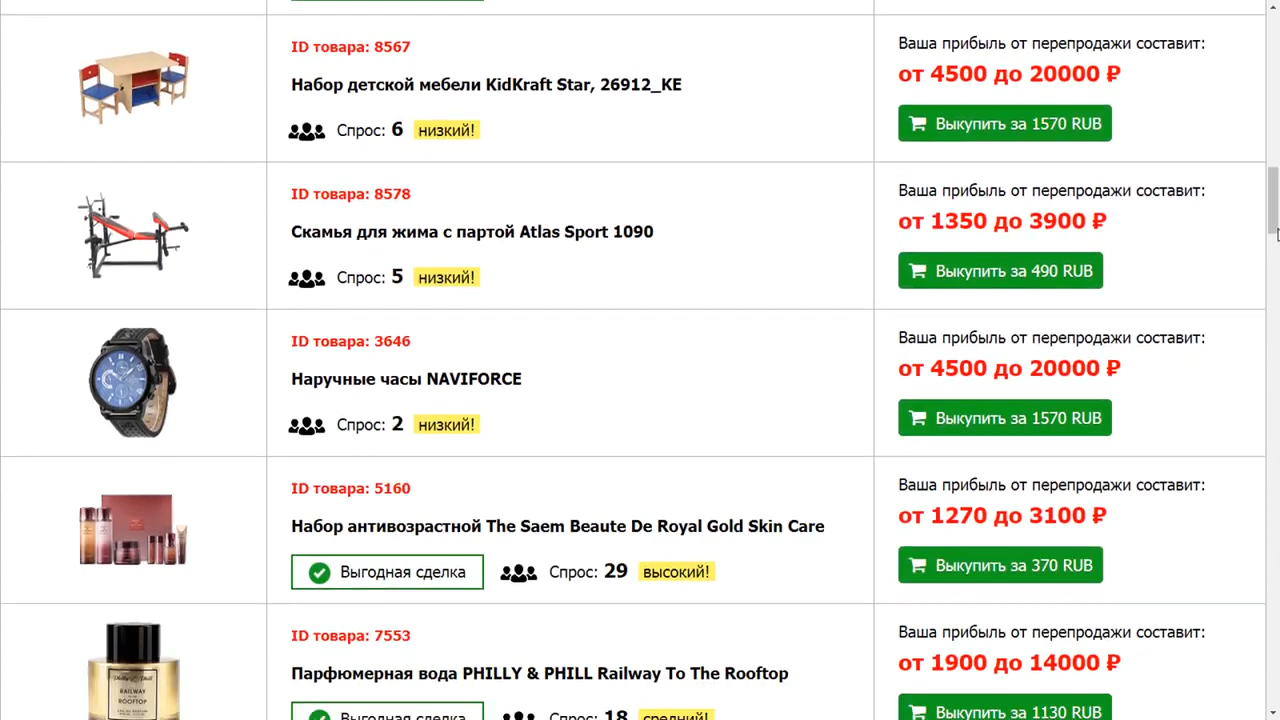 ID товара: 8567
Набор детской мебели KidKraft Star, 26912_KE
Спрос: 6 низкий!
Ваша прибыль от перепродажи составит:
от 4500 до 20000 ₽
Выкупить за 1570 RUB
ID товара: 8578
Скамья для жима с партой Atlas Sport 1090
Спрос: 5 низкий!
Ваша прибыль от перепродажи составит:
от 1350 до 3900 ₽
Выкупить за 490 RUB
ID товара: 3646
Наручные часы NAVIFORCE
Спрос: 2 низкий!
Ваша прибыль от перепродажи составит:
от 4500 до 20000 ₽
Выкупить за 1570 RUB
ID товара: 5160
Набор антивозрастной The Saem Beaute De Royal Gold Skin Care
Выгодная сделка Спрос: 29 высокий!
Ваша прибыль от перепродажи составит:
от 1270 до 3100 ₽
Выкупить за 370 RUB
Philly & Phill
RAILWAY
ROOFTOP
ID товара: 7553
Парфюмерная вода PHILLY & PHILL Railway To The Rooftop
Выгодная сделка Спрос: 18 средний!
Ваша прибыль от перепродажи составит:
от 1900 до 14000 ₽
Выкупить за 1130 RUB